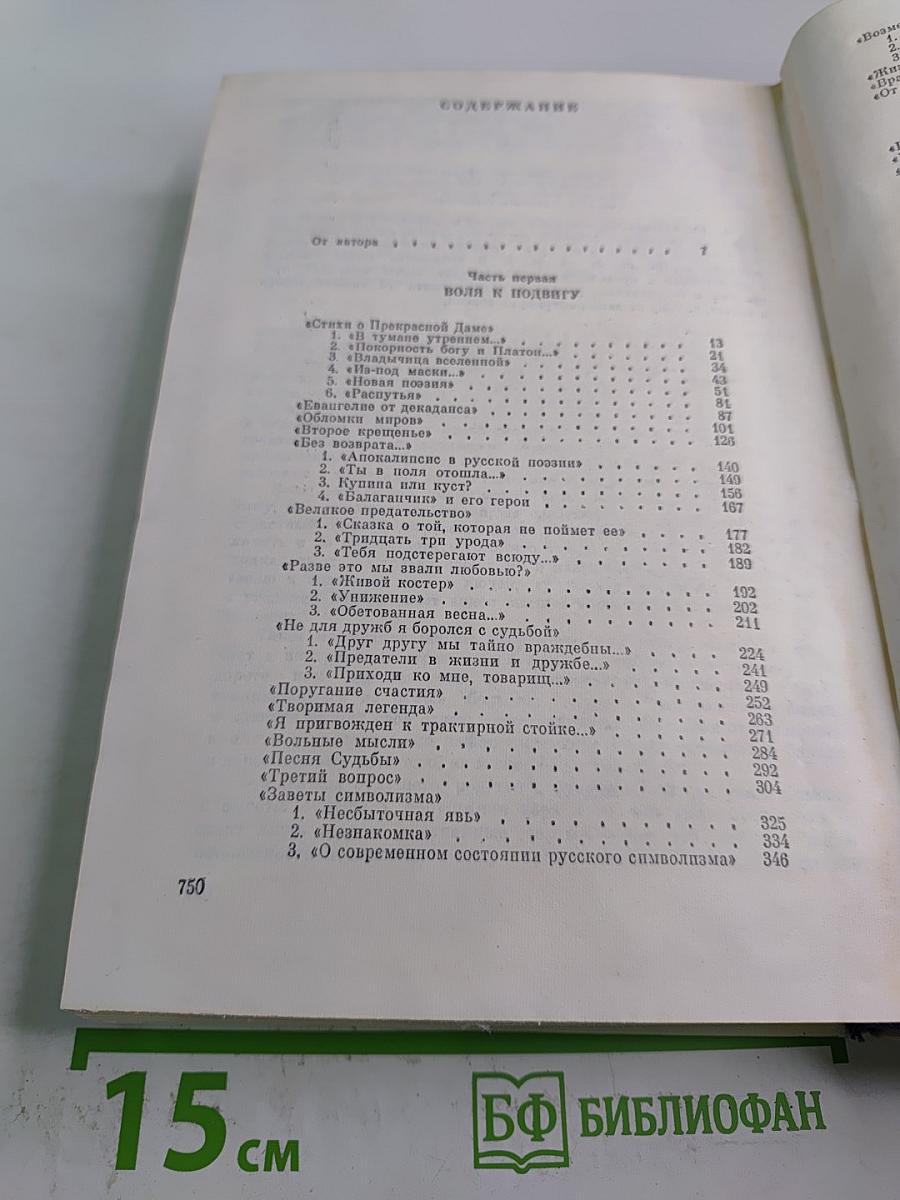 СОДЕРЖАНИЕ
От автора . . . . . . . . . . . . . . . . . . 7
Часть первая
ВОЛЯ К ПОДВИГУ
«Стихи о Прекрасной Даме»
1. «В тумане утреннем...» . . . . . . . . . . 13
2. «Покорность богу и Платон...» . . . . . . . 21
3. «Владычица вселенной» . . . . . . . . . . 34
4. «Из-под маски...» . . . . . . . . . . . . 43
5. «Новая поэзия» . . . . . . . . . . . . . 51
6. «Распутья» . . . . . . . . . . . . . . . 81
«Евангелие от декаданса» . . . . . . . . . . . 87
«Обломки миров» . . . . . . . . . . . . . . 101
«Второе крещенье» . . . . . . . . . . . . . 126
«Без возврата...»
1. «Апокалипсис в русской поэзии» . . . . . . 140
2. «Ты в поля отошла...» . . . . . . . . . . 149
3. Купина или куст? . . . . . . . . . . . . 156
4. «Балаганчик» и его герои . . . . . . . . . 167
«Великое предательство»
1. «Сказка о той, которая не поймет ее» . . . . 177
2. «Тридцать три урода» . . . . . . . . . . 182
3. «Тебя подстерегают всюду...» . . . . . . . 189
«Разве это мы звали любовью?»
1. «Живой костер» . . . . . . . . . . . . . 192
2. «Унижение» . . . . . . . . . . . . . . . 202
3. «Обетованная весна...» . . . . . . . . . . 211
«Не для дружб я боролся с судьбой»
1. «Друг другу мы тайно враждебны...» . . . . 224
2. «Предатели в жизни и дружбе...» . . . . . 241
3. «Приходи ко мне, товарищ...» . . . . . . . 249
«Поругание счастия» . . . . . . . . . . . . . 252
«Творимая легенда» . . . . . . . . . . . . . 263
«Я пригвожден к трактирной стойке...» . . . . . 271
«Вольные мысли» . . . . . . . . . . . . . . 284
«Песня Судьбы» . . . . . . . . . . . . . . . 292
«Третий вопрос» . . . . . . . . . . . . . . . 304
«Заветы символизма»
1. «Несбыточная явь» . . . . . . . . . . . . 325
2. «Незнакомка» . . . . . . . . . . . . . . 334
3. «О современном состоянии русского символизма» 346
750
1.
2.
3.
«От
15 см
БФ БИБЛИОФАН